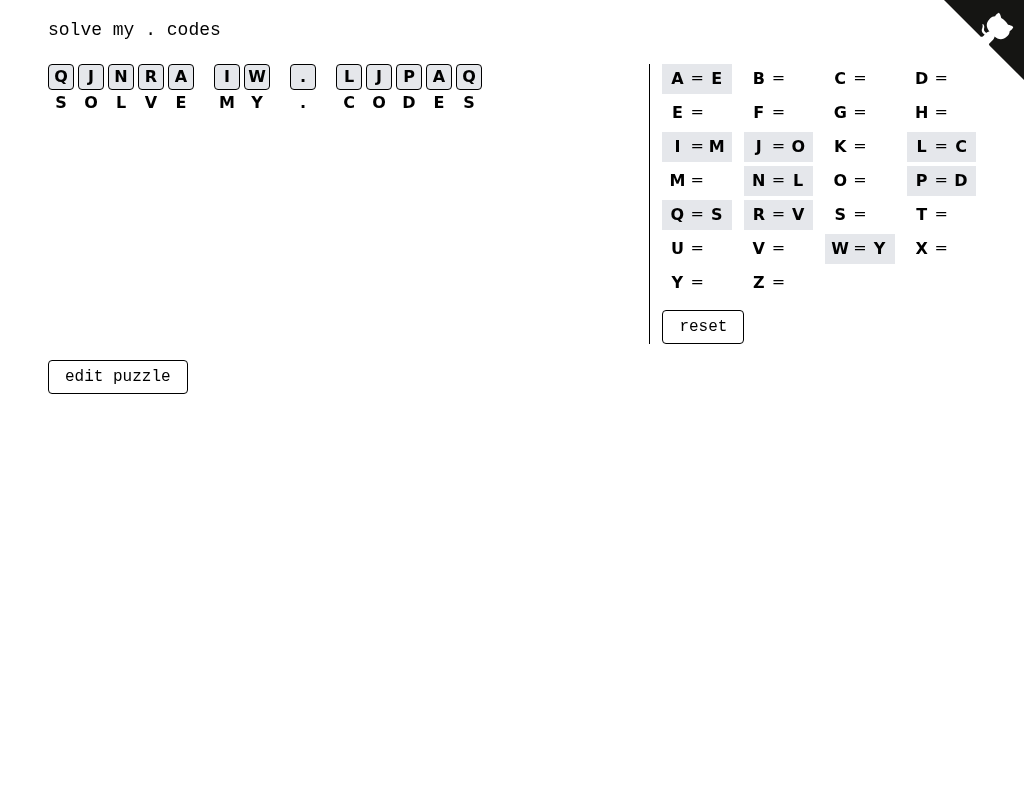 solve my . codes
Q J N R A I W . L J P A Q
S O L V E M Y . C O D E S
A = E B = C = D =
E = F = G = H =
I = M J = O K = L = C
M = N = L O = P = D
Q = S R = V S = T =
U = V = W = Y X =
Y = Z =
reset
edit puzzle